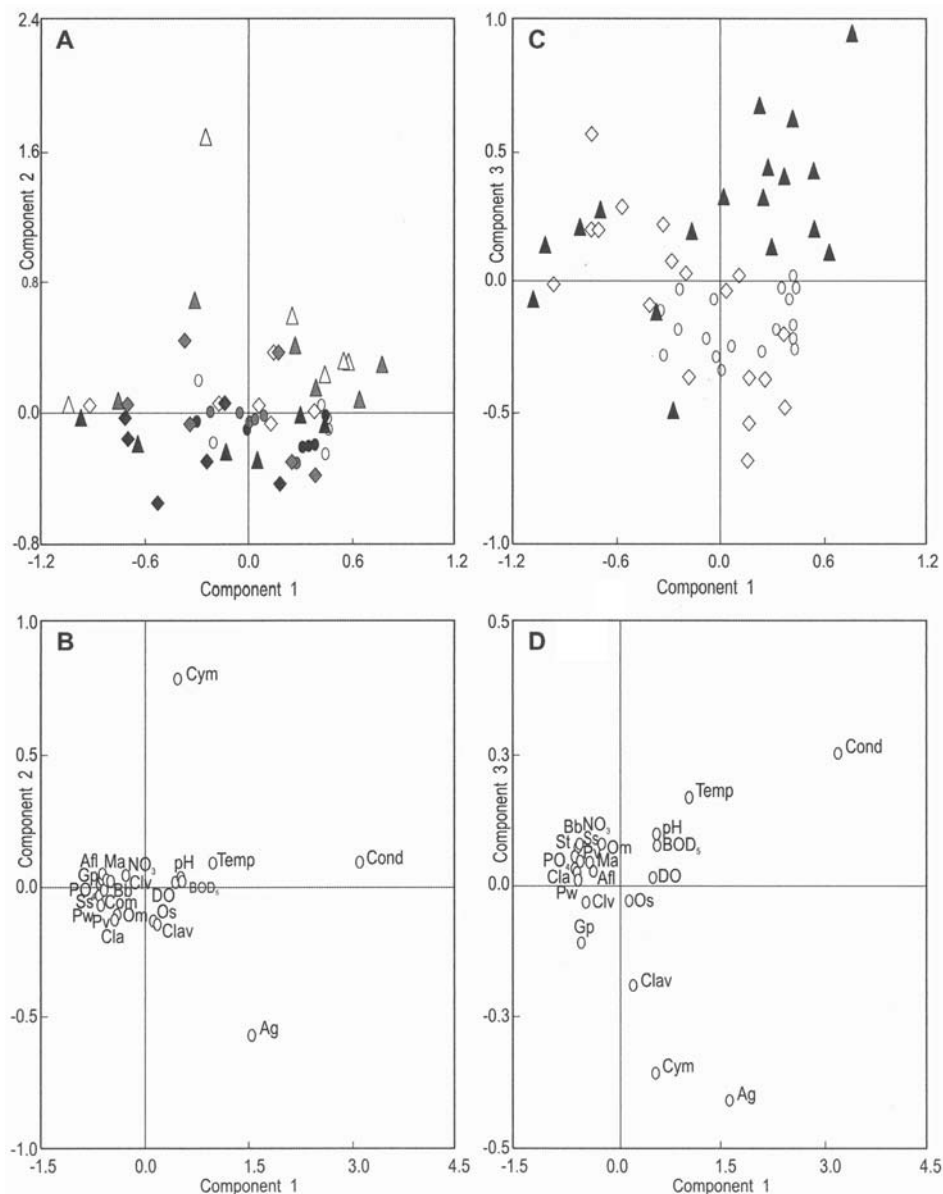 A
2.4
1.6
0.8
0.0
-0.8
Component 2
-1.2 -0.6 0.0 0.6 1.2
Component 1
C
1.0
0.5
0.0
-0.5
-1.0
Component 3
-1.2 -0.6 0.0 0.6 1.2
Component 1
B
1.0
0.5
0.0
-0.5
-1.0
Component 2
Cym
Afl Ma NO3 pH Temp Cond
Gp Clv BOD5
Bb DO
Ss Com Os
Pw Pv Om Clav
Cla
Ag
-1.5 0.0 1.5 3.0 4.5
Component 1
D
0.5
0.3
0.0
-0.3
-0.5
Component 3
Cond
Temp
Bb NO3 pH
St Ss Om BOD5
PO4 Pv Ma
Cla Afl DO
Pw Clv Os
Gp
Clav
Cym
Ag
-1.5 0.0 1.5 3.0 4.5
Component 1